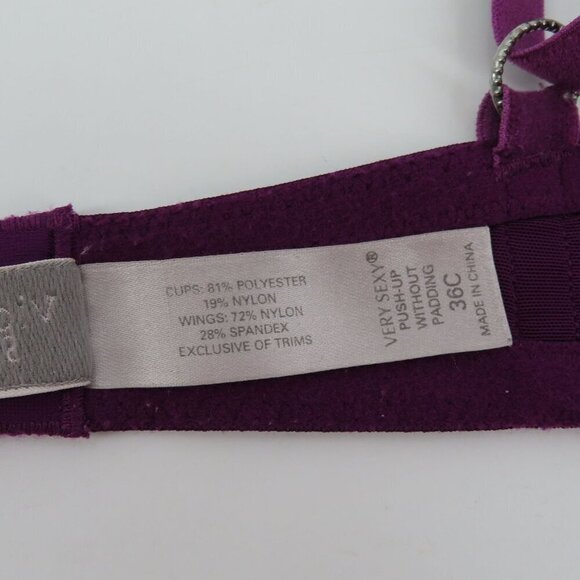 CUPS: 81% POLYESTER
19% NYLON
WINGS: 72% NYLON
28% SPANDEX
EXCLUSIVE OF TRIMS
VERY SEXY®
PUSH-UP
WITHOUT
PADDING
36C
MADE IN CHINA